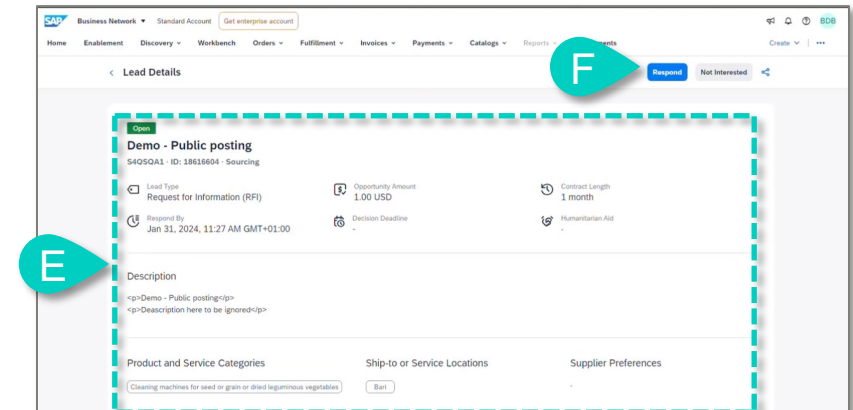 SAP Business Network Standard Account Get enterprise account BDB
Home Enablement Discovery Workbench Orders Fulfillment Invoices Payments Catalogs Reports Create
Lead Details F Respond Not Interested
Open
Demo - Public posting
S4QSQA1 · ID: 18616604 · Sourcing
Lead Type Opportunity Amount Contract Length
Request for Information (RFI) 1.00 USD 1 month
Respond By Decision Deadline Humanitarian Aid
Jan 31, 2024, 11:27 AM GMT+01:00 - -
E
Description
<p>Demo - Public posting</p>
<p>Deascription here to be ignored</p>
Product and Service Categories Ship-to or Service Locations Supplier Preferences
Cleaning machines for seed or grain or dried leguminous vegetables Bari -